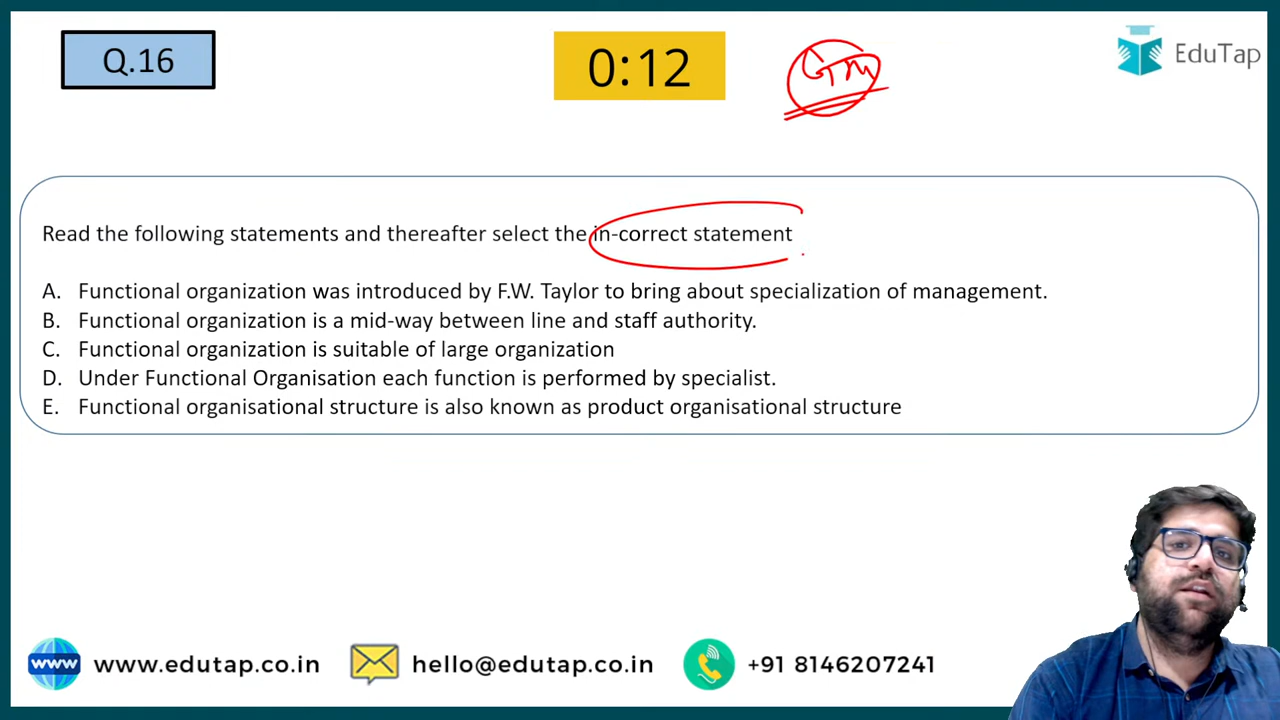 Q.16
0:12
EduTap
Read the following statements and thereafter select the in-correct statement
A. Functional organization was introduced by F.W. Taylor to bring about specialization of management.
B. Functional organization is a mid-way between line and staff authority.
C. Functional organization is suitable of large organization
D. Under Functional Organisation each function is performed by specialist.
E. Functional organisational structure is also known as product organisational structure
www www.edutap.co.in hello@edutap.co.in +91 8146207241